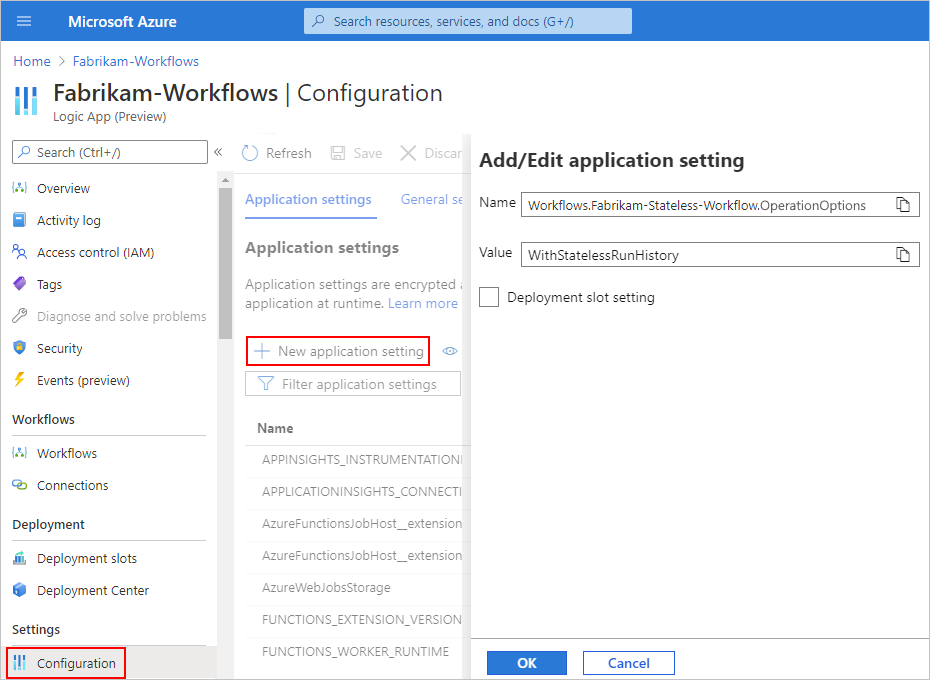 Microsoft Azure
Search resources, services, and docs (G+/)
Home > Fabrikam-Workflows
Fabrikam-Workflows | Configuration
Logic App (Preview)
Search (Ctrl+/)
«
Overview
Activity log
Access control (IAM)
Tags
Diagnose and solve problems
Security
Events (preview)
Workflows
Workflows
Connections
Deployment
Deployment slots
Deployment Center
Settings
Configuration
Refresh
Save
Discar
Application settings
General se
Application settings
Application settings are encrypted a
application at runtime. Learn more
New application setting
Filter application settings
Name
APPINSIGHTS_INSTRUMENTATION
APPLICATIONINSIGHTS_CONNECTI
AzureFunctionsJobHost__extension
AzureFunctionsJobHost__extension
AzureWebJobsStorage
FUNCTIONS_EXTENSION_VERSION
FUNCTIONS_WORKER_RUNTIME
Add/Edit application setting
Name
Workflows.Fabrikam-Stateless-Workflow.OperationOptions
Value
WithStatelessRunHistory
Deployment slot setting
OK
Cancel